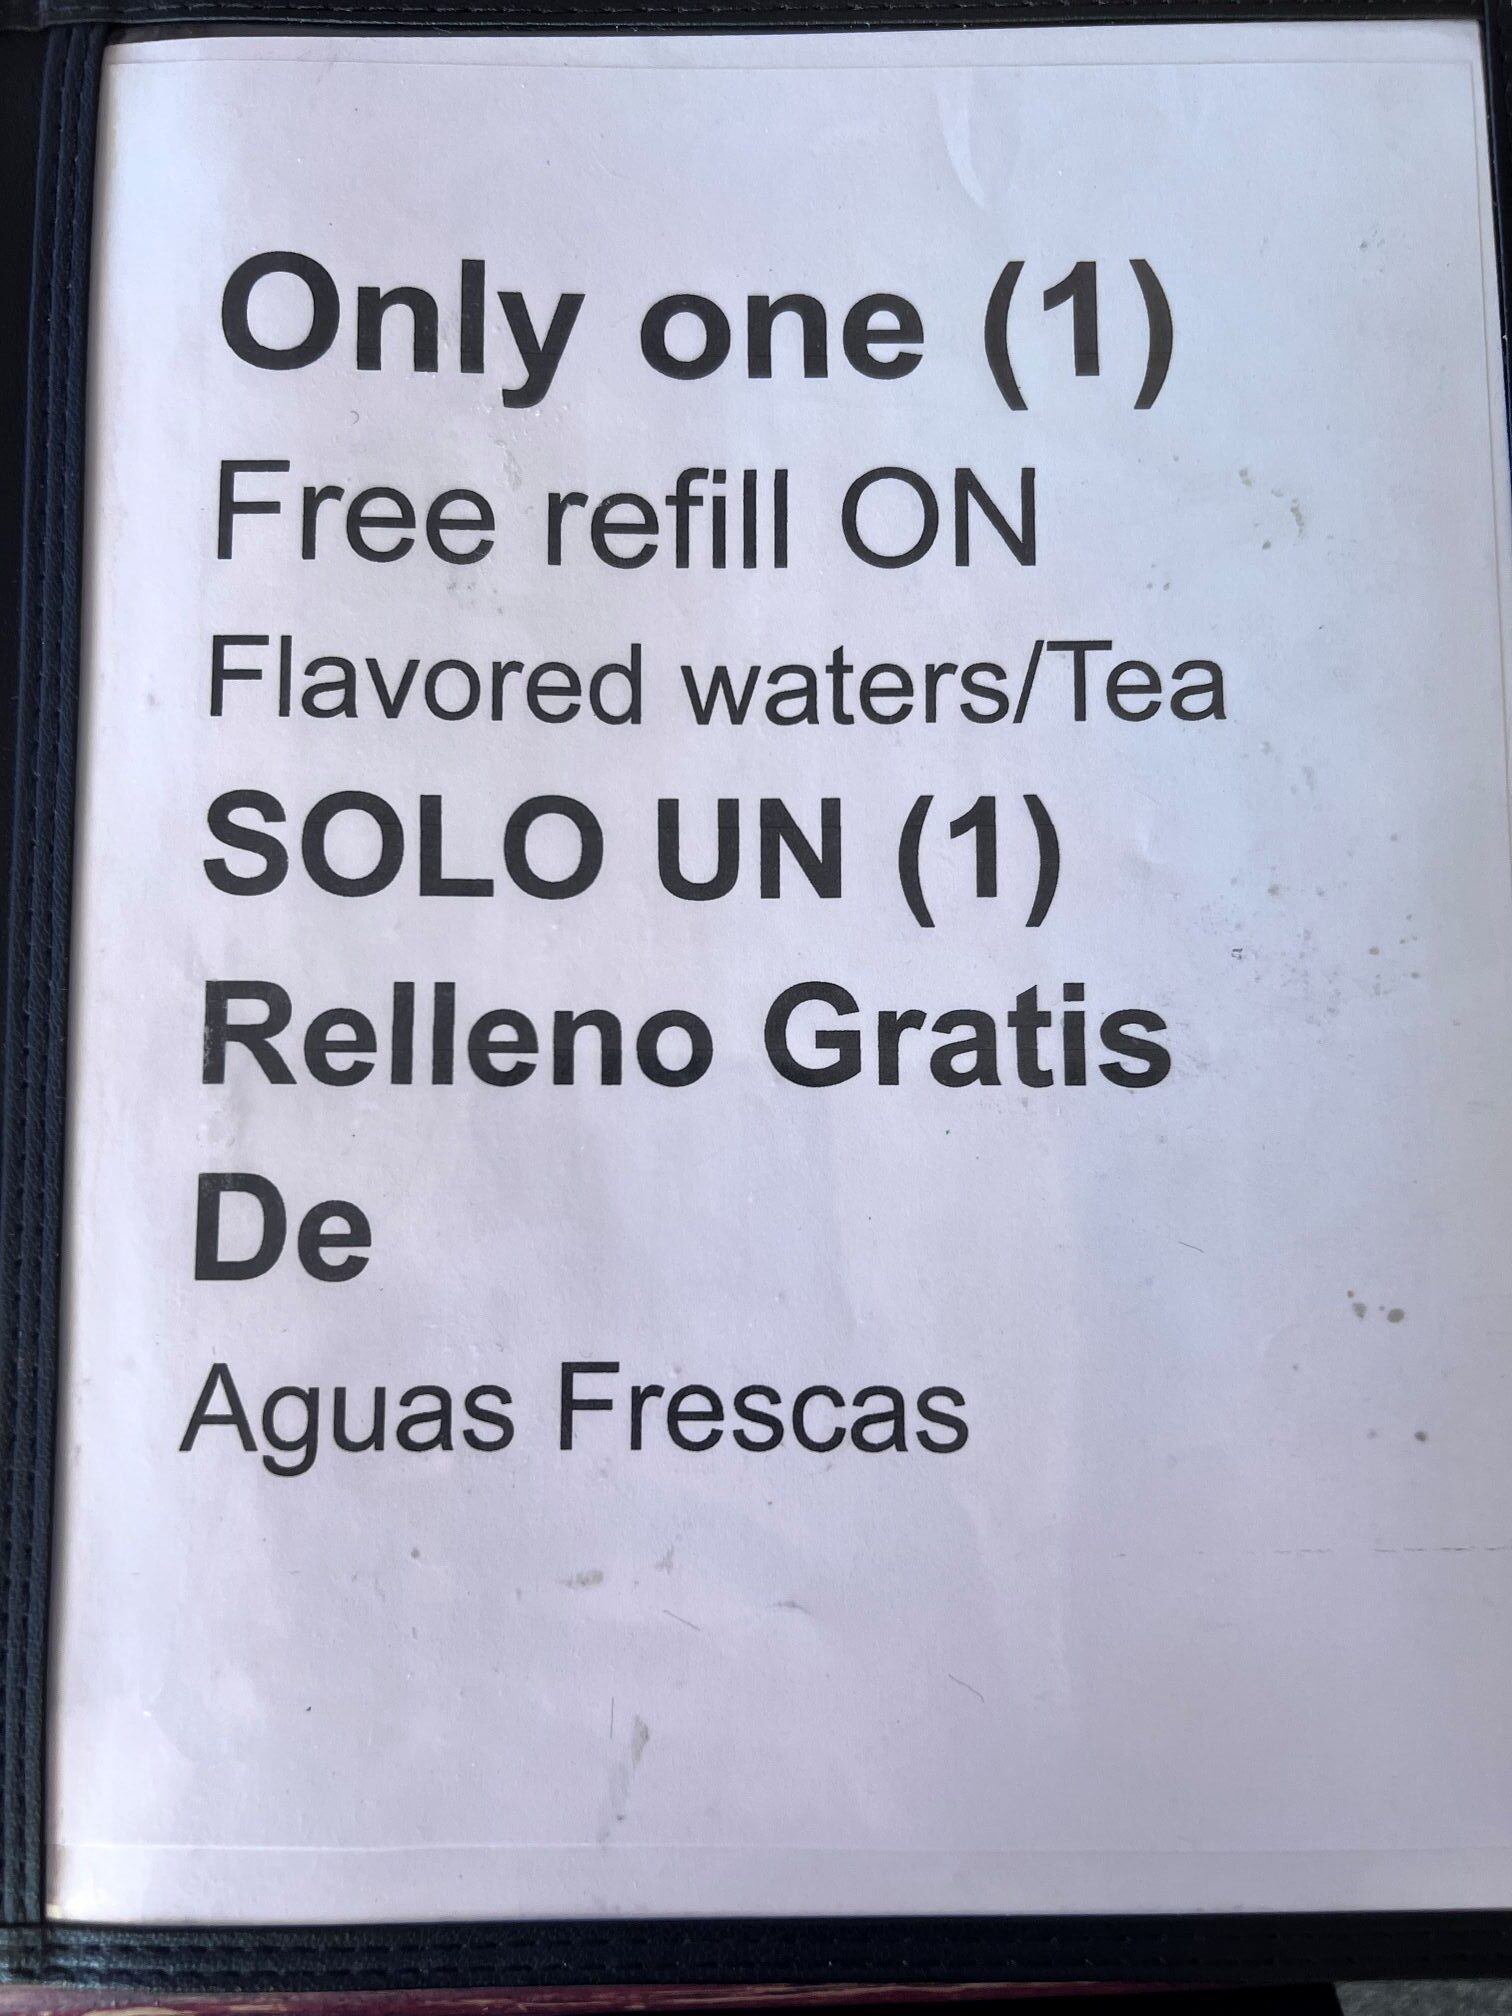 Only one (1)
Free refill ON
Flavored waters/Tea
SOLO UN (1)
Relleno Gratis
De
Aguas Frescas